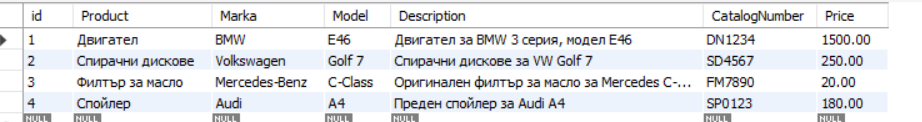 id Product Marka Model Description CatalogNumber Price
1 Двигател BMW E46 Двигател за BMW 3 серия, модел E46 DN1234 1500.00
2 Спирачни дискове Volkswagen Golf 7 Спирачни дискове за VW Golf 7 SD4567 250.00
3 Филтър за масло Mercedes-Benz C-Class Оригинален филтър за масло за Mercedes C-... FM7890 20.00
4 Спойлер Audi A4 Преден спойлер за Audi A4 SP0123 180.00
NULL NULL NULL NULL NULL NULL NULL